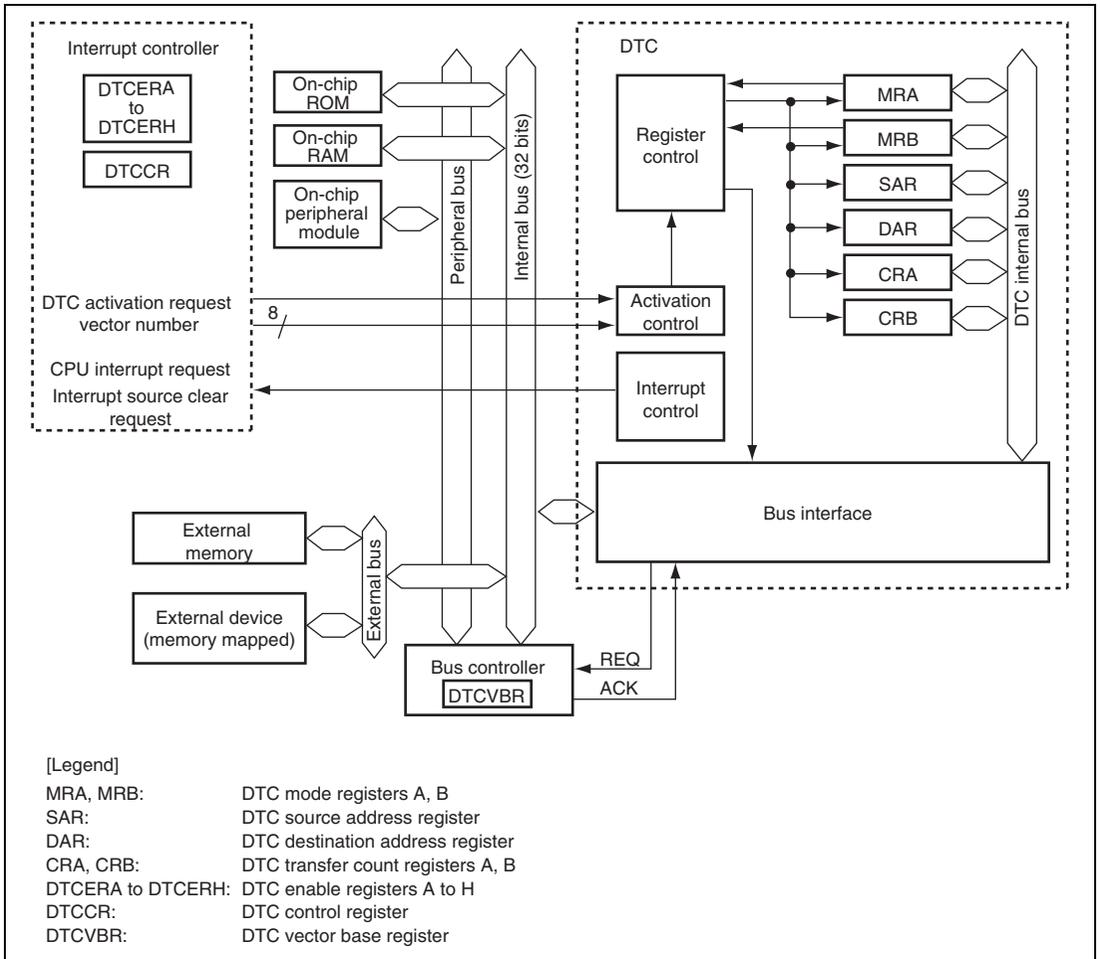 Interrupt controller
DTCERA
to
DTCERH
DTCCR
On-chip
ROM
On-chip
RAM
On-chip
peripheral
module
Peripheral bus
Internal bus (32 bits)
DTC
Register
control
MRA
MRB
SAR
DAR
CRA
CRB
DTC internal bus
DTC activation request
vector number
8
Activation
control
CPU interrupt request
Interrupt source clear
request
Interrupt
control
Bus interface
External
memory
External device
(memory mapped)
External bus
Bus controller
DTCVBR
REQ
ACK
[Legend]
MRA, MRB: DTC mode registers A, B
SAR: DTC source address register
DAR: DTC destination address register
CRA, CRB: DTC transfer count registers A, B
DTCERA to DTCERH: DTC enable registers A to H
DTCCR: DTC control register
DTCVBR: DTC vector base register